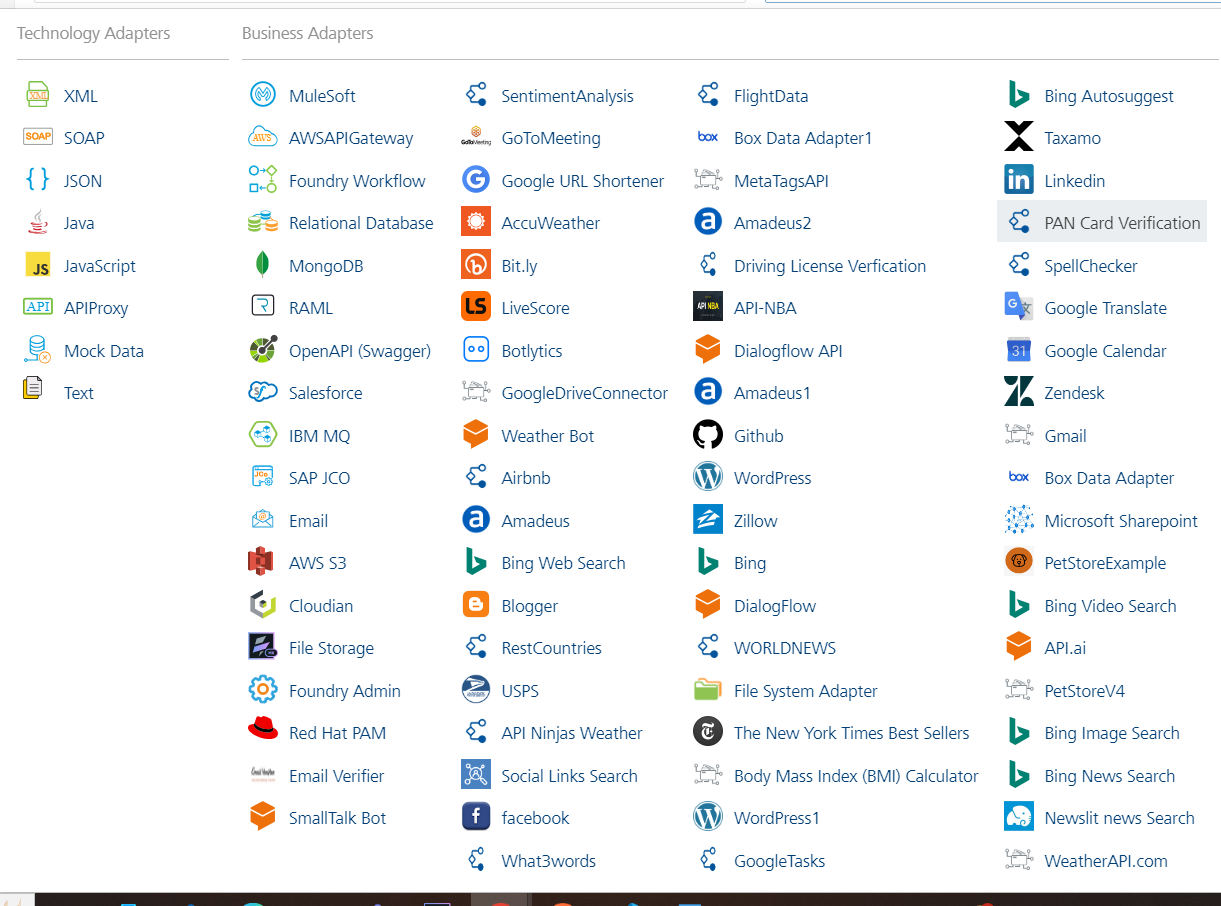 Technology Adapters
Business Adapters
XML
SOAP
JSON
Java
JavaScript
APIProxy
Mock Data
Text
MuleSoft
AWSAPIGateway
Foundry Workflow
Relational Database
MongoDB
RAML
OpenAPI (Swagger)
Salesforce
IBM MQ
SAP JCO
Email
AWS S3
Cloudian
File Storage
Foundry Admin
Red Hat PAM
Email Verifier
SmallTalk Bot
SentimentAnalysis
GoToMeeting
Google URL Shortener
AccuWeather
Bit.ly
LiveScore
Botlytics
GoogleDriveConnector
Weather Bot
Airbnb
Amadeus
Bing Web Search
Blogger
RestCountries
USPS
API Ninjas Weather
Social Links Search
facebook
What3words
FlightData
Box Data Adapter1
MetaTagsAPI
Amadeus2
Driving License Verfication
API-NBA
Dialogflow API
Amadeus1
Github
WordPress
Zillow
Bing
DialogFlow
WORLDNEWS
File System Adapter
The New York Times Best Sellers
Body Mass Index (BMI) Calculator
WordPress1
GoogleTasks
Bing Autosuggest
Taxamo
Linkedin
PAN Card Verification
SpellChecker
Google Translate
Google Calendar
Zendesk
Gmail
Box Data Adapter
Microsoft Sharepoint
PetStoreExample
Bing Video Search
API.ai
PetStoreV4
Bing Image Search
Bing News Search
Newslit news Search
WeatherAPI.com